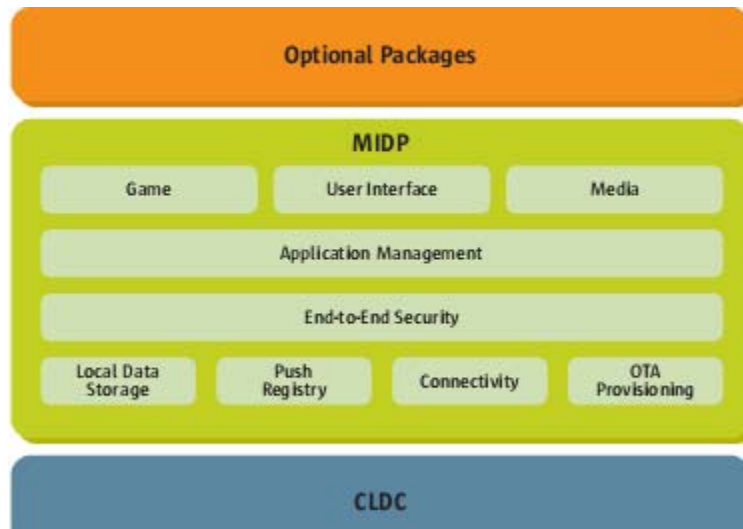 Optional Packages
MIDP
Game
User Interface
Media
Application Management
End-to-End Security
Local Data
Storage
Push
Registry
Connectivity
OTA
Provisioning
CLDC